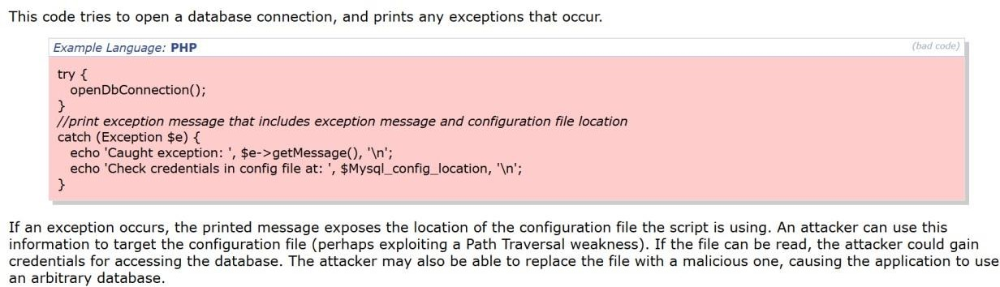 This code tries to open a database connection, and prints any exceptions that occur.
Example Language: PHP (bad code)
try {
openDbConnection();
}
//print exception message that includes exception message and configuration file location
catch (Exception $e) {
echo 'Caught exception: ', $e->getMessage(), '\n';
echo 'Check credentials in config file at: ', $Mysql_config_location, '\n';
}
If an exception occurs, the printed message exposes the location of the configuration file the script is using. An attacker can use this
information to target the configuration file (perhaps exploiting a Path Traversal weakness). If the file can be read, the attacker could gain
credentials for accessing the database. The attacker may also be able to replace the file with a malicious one, causing the application to use
an arbitrary database.